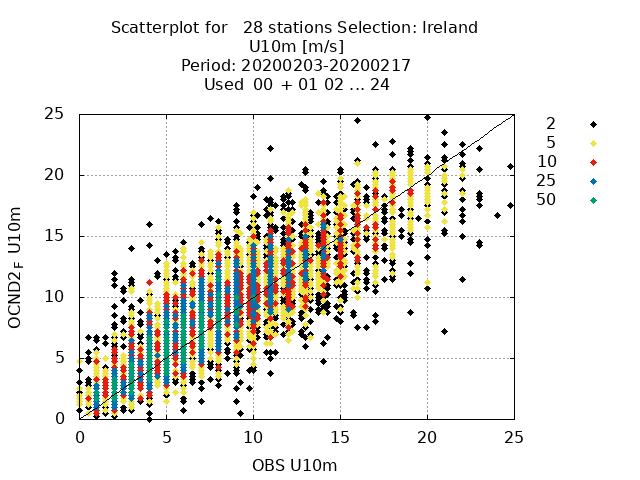 Scatterplot for 28 stations Selection: Ireland
U10m [m/s]
Period: 20200203-20200217
Used 00 + 01 02 ... 24
25
20
15
10
5
0
OCND2_F U10m
2
5
10
25
50
0 5 10 15 20 25
OBS U10m